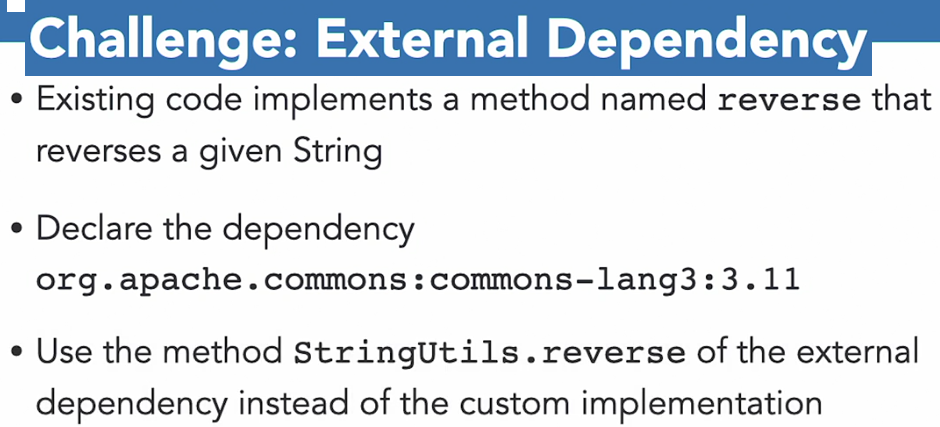 Challenge: External Dependency
• Existing code implements a method named reverse that
reverses a given String
• Declare the dependency
org.apache.commons:commons-lang3:3.11
• Use the method StringUtils.reverse of the external
dependency instead of the custom implementation